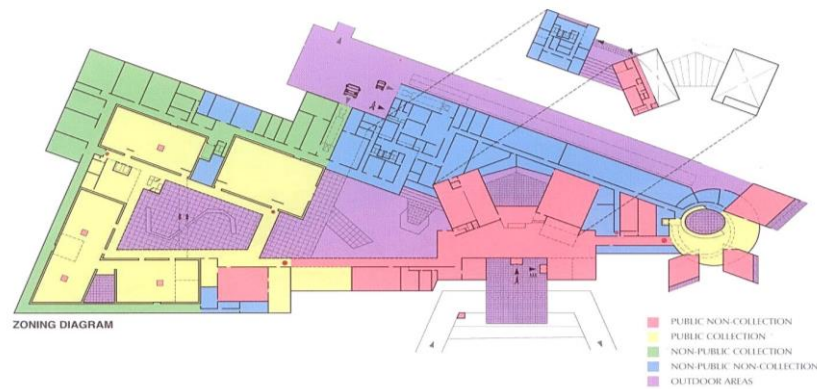 ZONING DIAGRAM
PUBLIC NON-COLLECTION
PUBLIC COLLECTION
NON-PUBLIC COLLECTION
NON-PUBLIC NON-COLLECTION
OUTDOOR AREAS